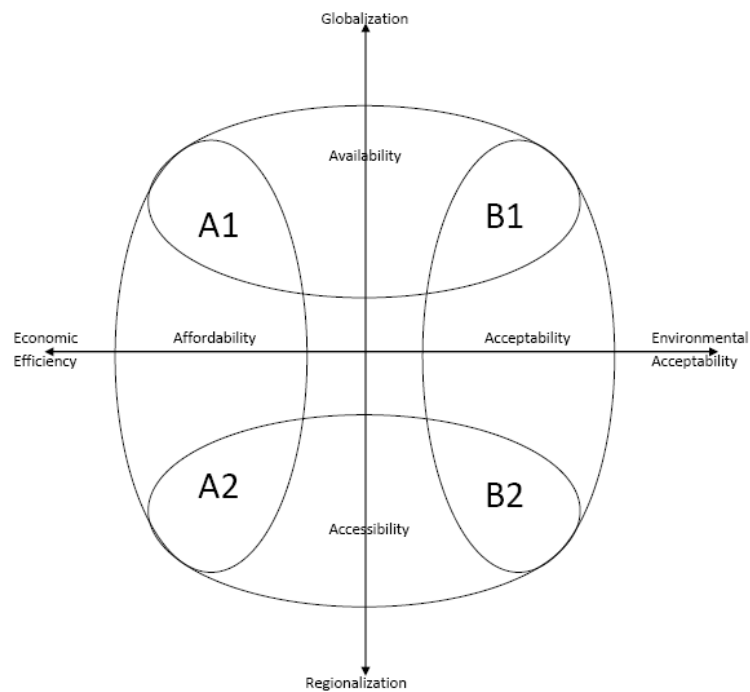 Globalization
Availability
A1
B1
Economic
Efficiency
Affordability
Acceptability
Environmental
Acceptability
A2
B2
Accessibility
Regionalization